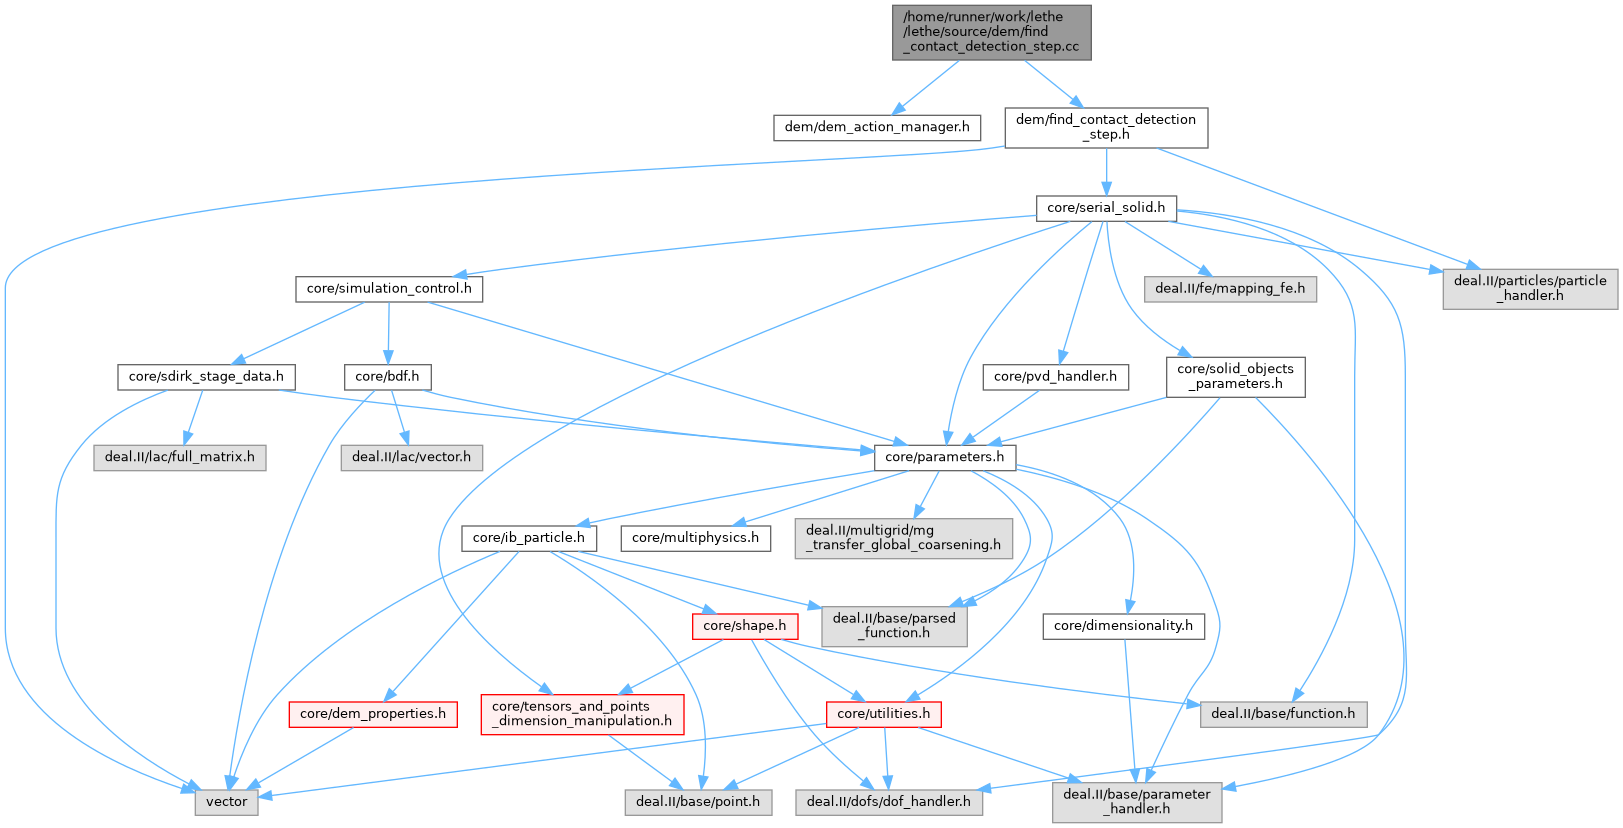 /home/runner/work/lethe
/lethe/source/dem/find
_contact_detection_step.cc
dem/dem_action_manager.h
dem/find_contact_detection
_step.h
core/serial_solid.h
core/simulation_control.h
deal.II/fe/mapping_fe.h
deal.II/particles/particle
_handler.h
core/sdirk_stage_data.h
core/bdf.h
core/pvd_handler.h
core/solid_objects
_parameters.h
deal.II/lac/full_matrix.h
deal.II/lac/vector.h
core/parameters.h
core/ib_particle.h
core/multiphysics.h
deal.II/multigrid/mg
_transfer_global_coarsening.h
core/shape.h
deal.II/base/parsed
_function.h
core/dimensionality.h
core/dem_properties.h
core/tensors_and_points
_dimension_manipulation.h
core/utilities.h
deal.II/base/function.h
vector
deal.II/base/point.h
deal.II/dofs/dof_handler.h
deal.II/base/parameter
_handler.h